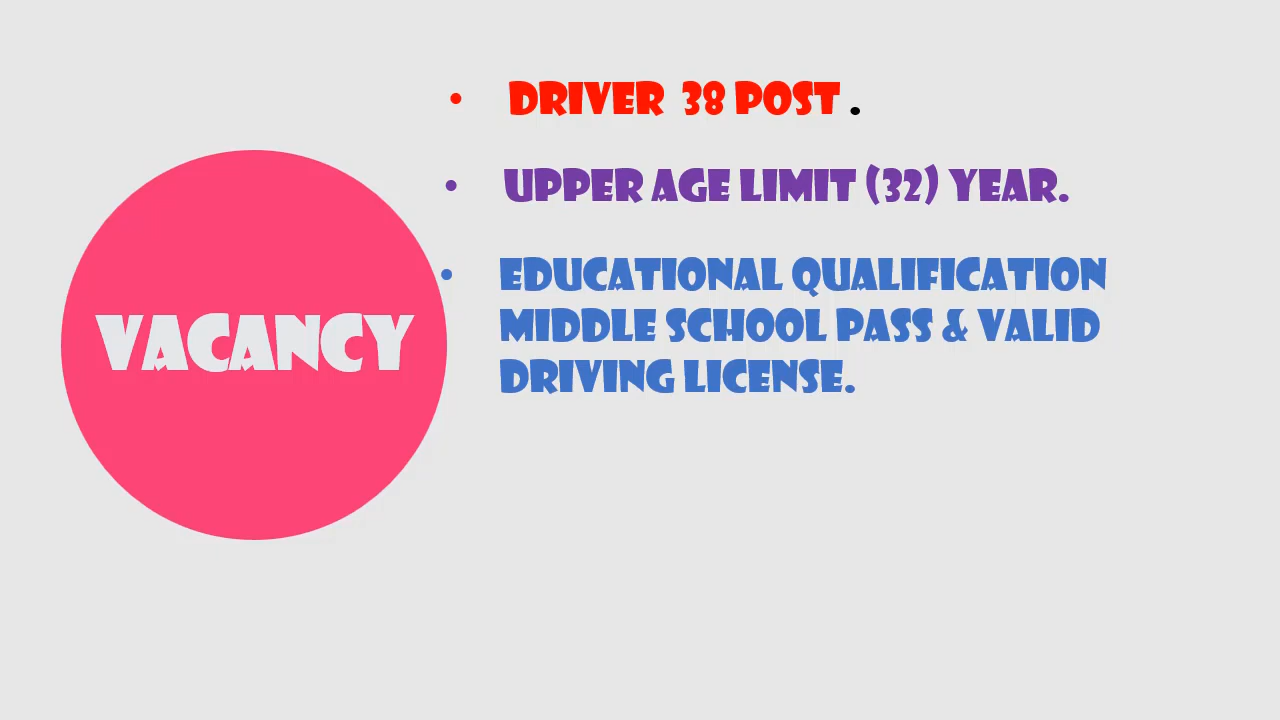 VACANCY
• DRIVER 38 POST .
• UPPER AGE LIMIT (32) YEAR.
• EDUCATIONAL QUALIFICATION
MIDDLE SCHOOL PASS & VALID
DRIVING LICENSE.